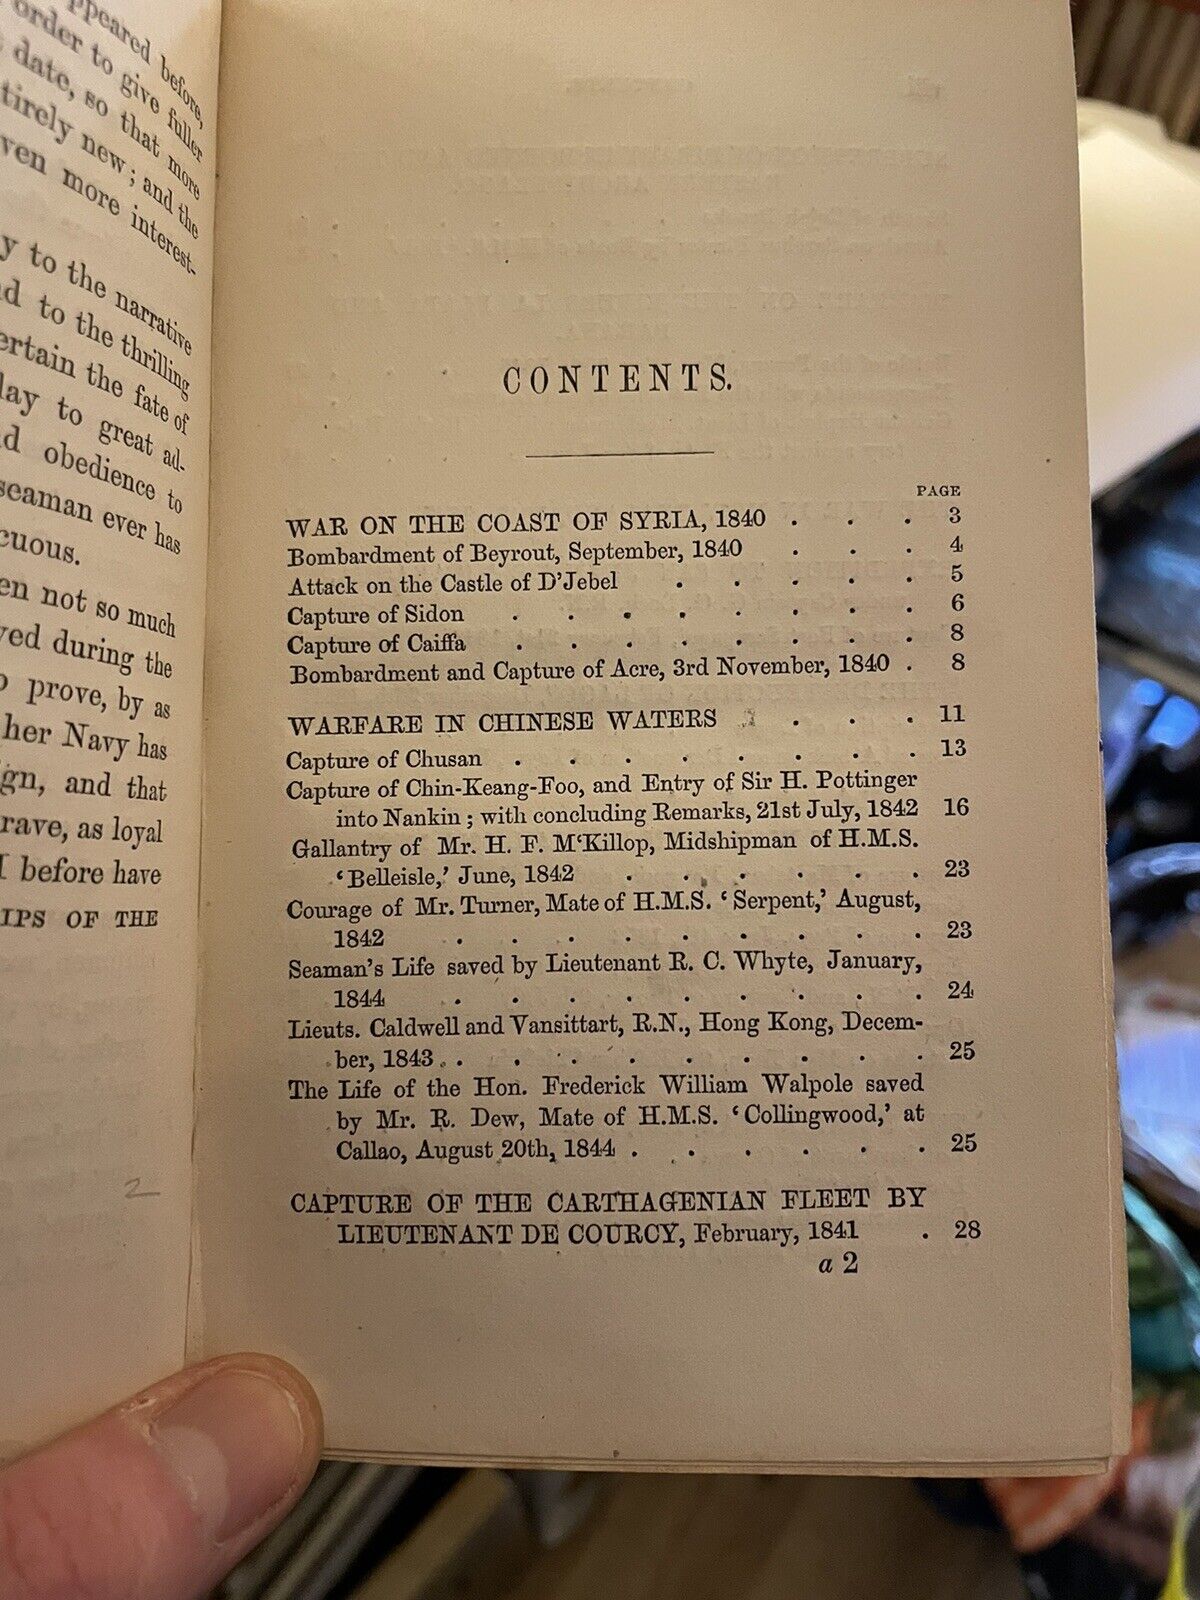 ppeared before,
order to give fuller
date, so that more
tirely new; and the
ven more interest-
y to the narrative
d to the thrilling
ertain the fate of
lay to great ad-
d obedience to
seaman ever has
cuous.
en not so much
ved during the
prove, by as
her Navy has
gn, and that
rave, as loyal
I before have
IPS OF THE
2
CONTENTS.
PAGE
WAR ON THE COAST OF SYRIA, 1840 . . . 3
Bombardment of Beyrout, September, 1840 . . . 4
Attack on the Castle of D'Jebel . . . . . 5
Capture of Sidon . . . . . . . . 6
Capture of Caiffa . . . . . . . 8
Bombardment and Capture of Acre, 3rd November, 1840 . 8
WARFARE IN CHINESE WATERS . . . 11
Capture of Chusan . . . . . . . . 13
Capture of Chin-Keang-Foo, and Entry of Sir H. Pottinger
into Nankin; with concluding Remarks, 21st July, 1842 16
Gallantry of Mr. H. F. M‘Killop, Midshipman of H.M.S.
‘Belleisle,’ June, 1842 . . . . . . 23
Courage of Mr. Turner, Mate of H.M.S. ‘Serpent,’ August,
1842 . . . . . . . . . 23
Seaman's Life saved by Lieutenant R. C. Whyte, January,
1844 . . . . . . . . . 24
Lieuts. Caldwell and Vansittart, R.N., Hong Kong, Decem-
ber, 1843 . . . . . . . . . 25
The Life of the Hon. Frederick William Walpole saved
by Mr. R. Dew, Mate of H.M.S. ‘Collingwood,’ at
Callao, August 20th, 1844 . . . . . . 25
CAPTURE OF THE CARTHAGENIAN FLEET BY
LIEUTENANT DE COURCY, February, 1841 . 28
a 2